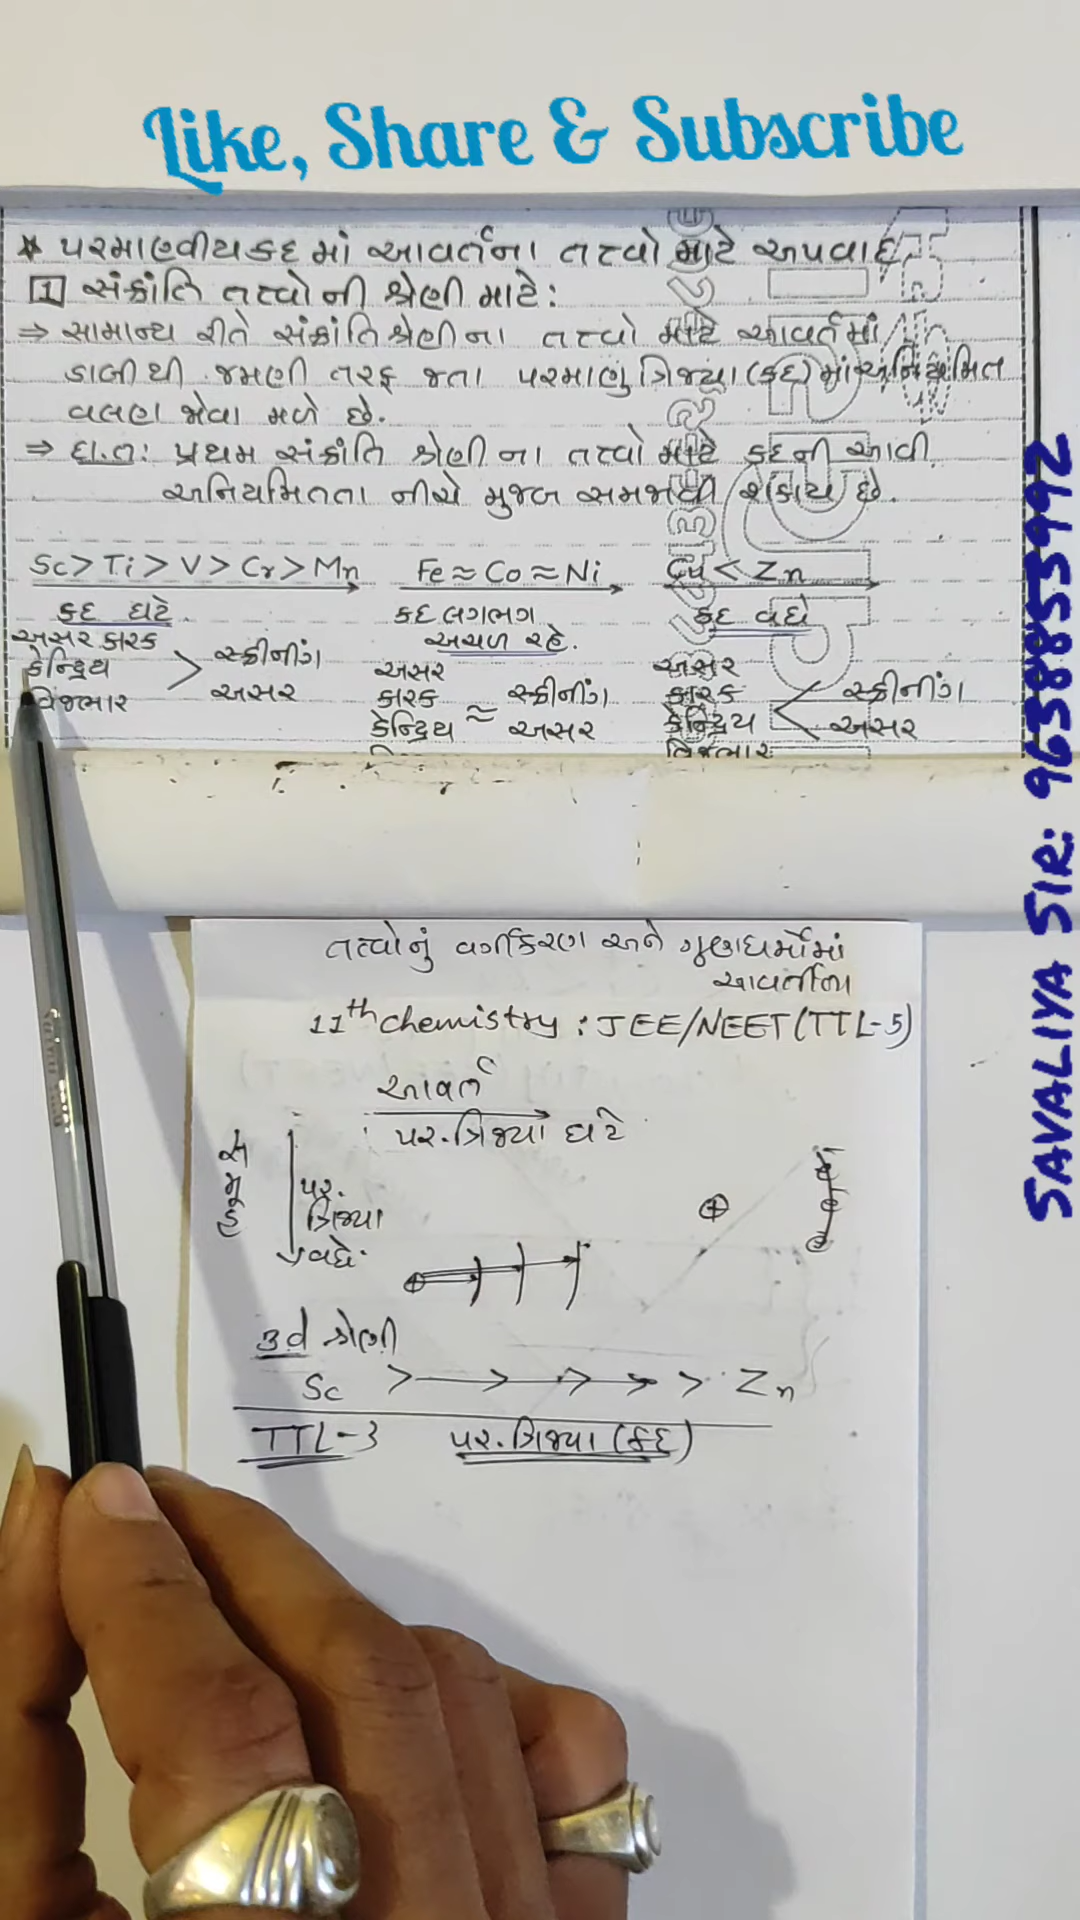 Like, Share & Subscribe
* પરમાણ્વીયકદ માં આવર્તના તત્વો માટે અપવાદ
1 સંક્રાંતિ તત્વોની શ્રેણી માટે:
⇒ સામાન્ય રીતે સંક્રાંતિશ્રેણીના તત્વો માટે આવર્તમાં
ડાબીથી જમણી તરફ જતા પરમાણુ ત્રિજ્યા (કદ)માં અનિયમિત
વલણ જોવા મળે છે.
⇒ દા.ત: પ્રથમ સંક્રાંતિ શ્રેણીના તત્વો માટે કદની આવી
અનિયમિતતા નીચે મુજબ સમજાવી શકાય છે.
Sc > Ti > V > Cr > Mn Fe ≈ Co ≈ Ni Cu < Zn
કદ ઘટે કદ લગભગ કદ વધે
અચળ રહે.
અસરકારક
કેન્દ્રિય > સ્ક્રીનીંગ
વિજભાર અસર
અસર
કારક ≈ સ્ક્રીનીંગ
કેન્દ્રિય અસર
અસર
કારક < સ્ક્રીનીંગ
કેન્દ્રિય અસર
વિજભાર
તત્વોનું વર્ગીકરણ અને ગુણધર્મોમાં
આવર્તીતા
11th chemistry : JEE/NEET (TTL-5)
આવર્ત
પર. ત્રિજ્યા ઘટે
સમૂહ
પર.
ત્રિજ્યા
વધે.
3d શ્રેણી
Sc > > > > > Zn
TTL-3 પર. ત્રિજ્યા (કદ)
SAVALIYA SIR: 9638855992